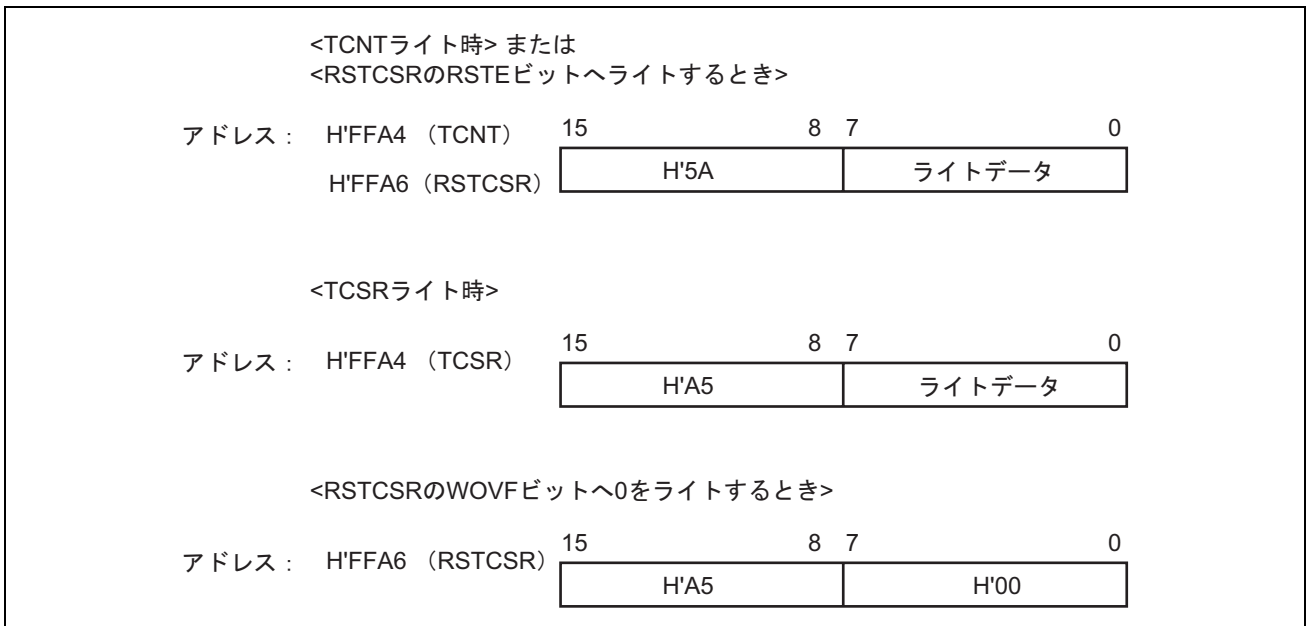 <TCNTライト時> または
<RSTCSRのRSTEビットへライトするとき>
アドレス： H'FFA4 （TCNT） 15 8 7 0
H'FFA6（RSTCSR） H'5A ライトデータ
<TCSRライト時>
アドレス： H'FFA4 （TCSR） 15 8 7 0
H'A5 ライトデータ
<RSTCSRのWOVFビットへ0をライトするとき>
アドレス： H'FFA6 （RSTCSR） 15 8 7 0
H'A5 H'00